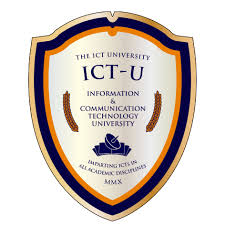 THE ICT UNIVERSITY
ICT-U
INFORMATION
&
COMMUNICATION
TECHNOLOGY
UNIVERSITY
IMPARTING ICTS IN
ALL ACADEMIC DISCIPLINES
MMX